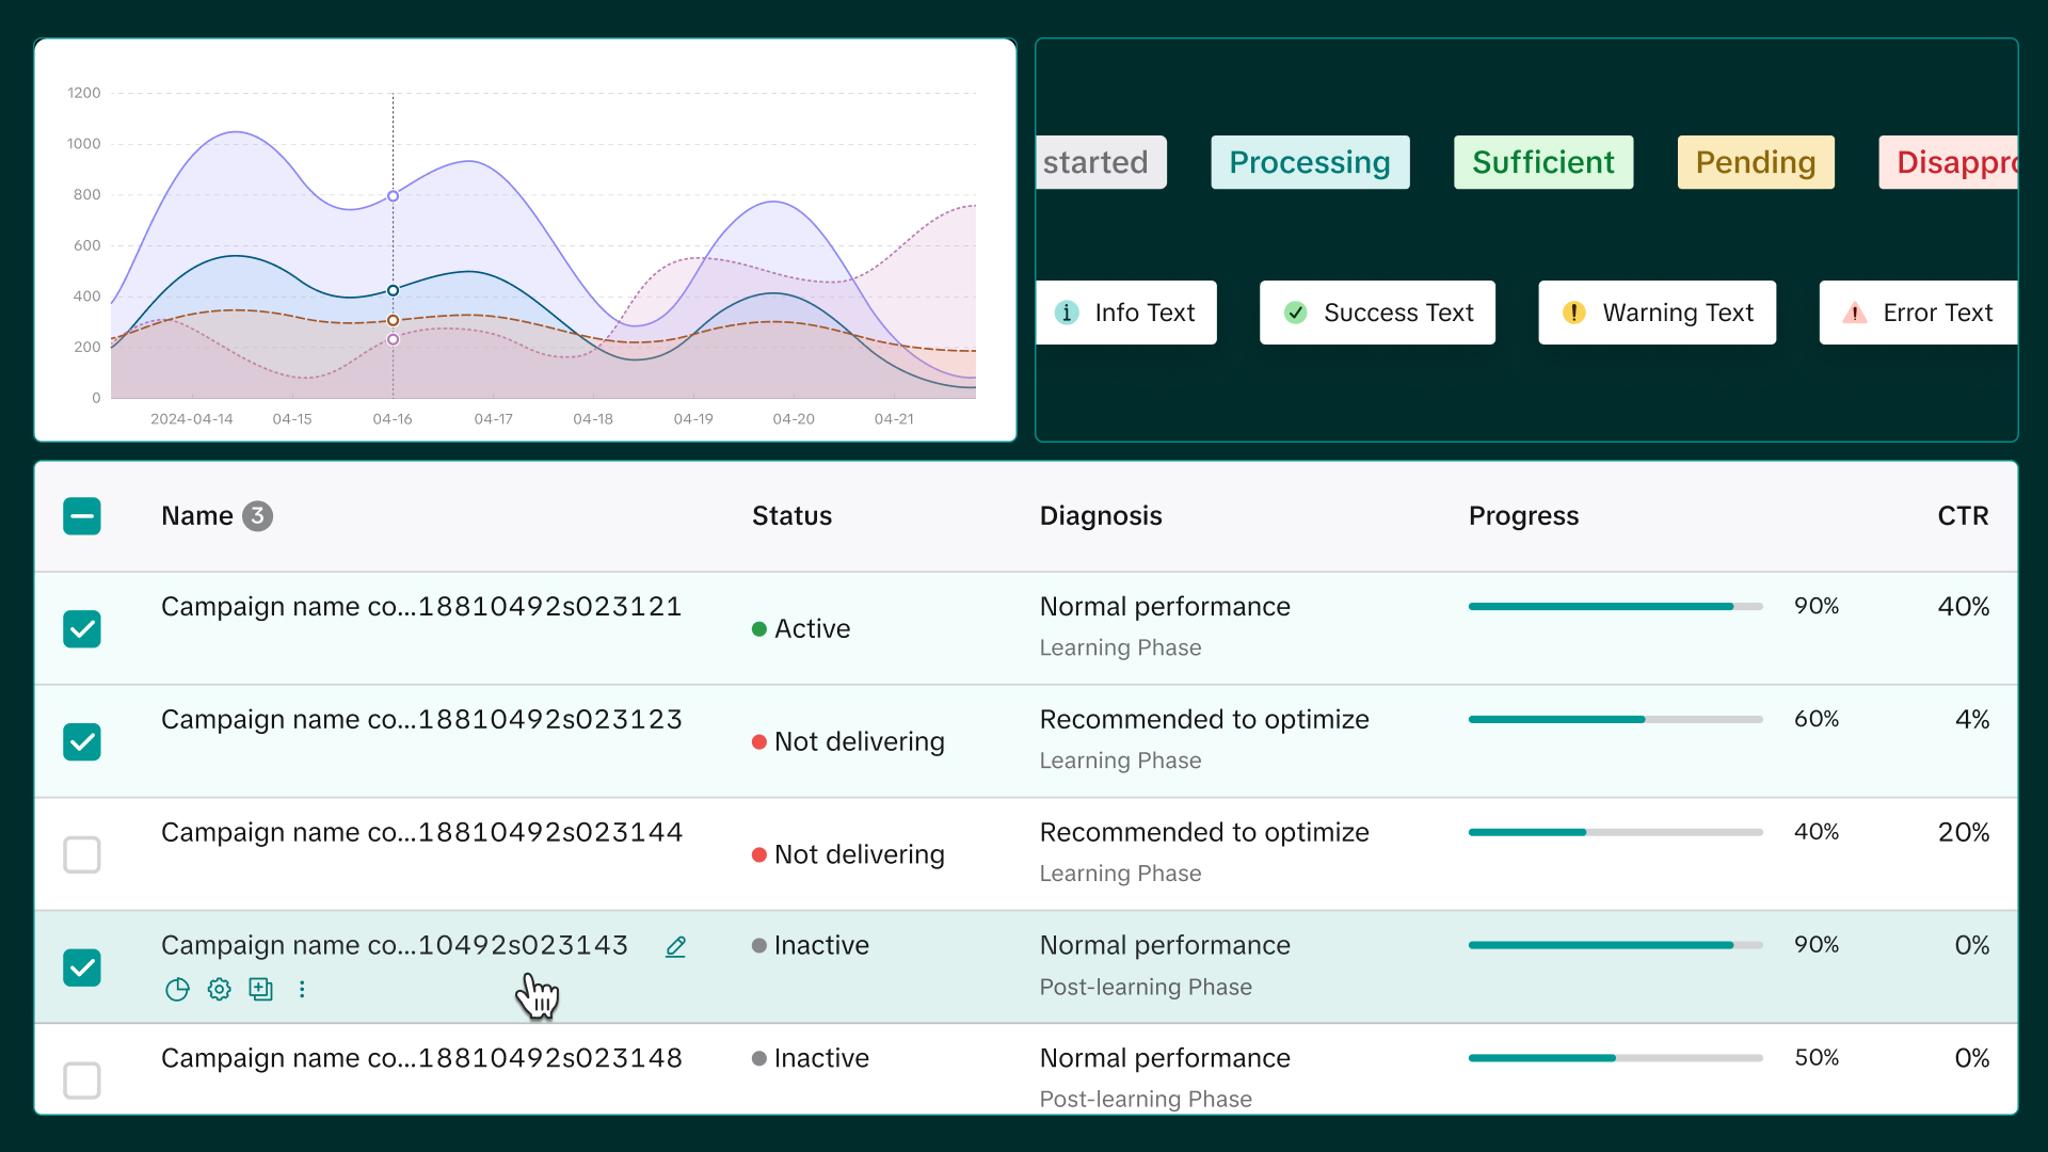 1200
1000
800
600
400
200
0
2024-04-14 04-15 04-16 04-17 04-18 04-19 04-20 04-21
started Processing Sufficient Pending Disappro
Info Text Success Text Warning Text Error Text
Name 3 Status Diagnosis Progress CTR
Campaign name co...18810492s023121 Active Normal performance 90% 40%
Learning Phase
Campaign name co...18810492s023123 Not delivering Recommended to optimize 60% 4%
Learning Phase
Campaign name co...18810492s023144 Not delivering Recommended to optimize 40% 20%
Learning Phase
Campaign name co...10492s023143 Inactive Normal performance 90% 0%
Post-learning Phase
Campaign name co...18810492s023148 Inactive Normal performance 50% 0%
Post-learning Phase